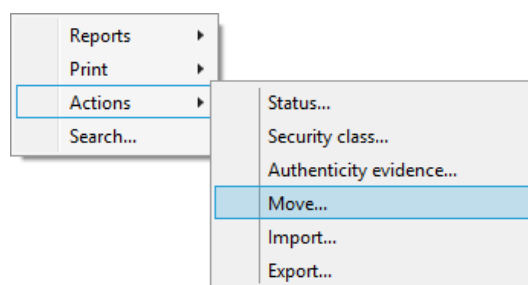 Reports
Print
Actions
Search...
Status...
Security class...
Authenticity evidence...
Move...
Import...
Export...